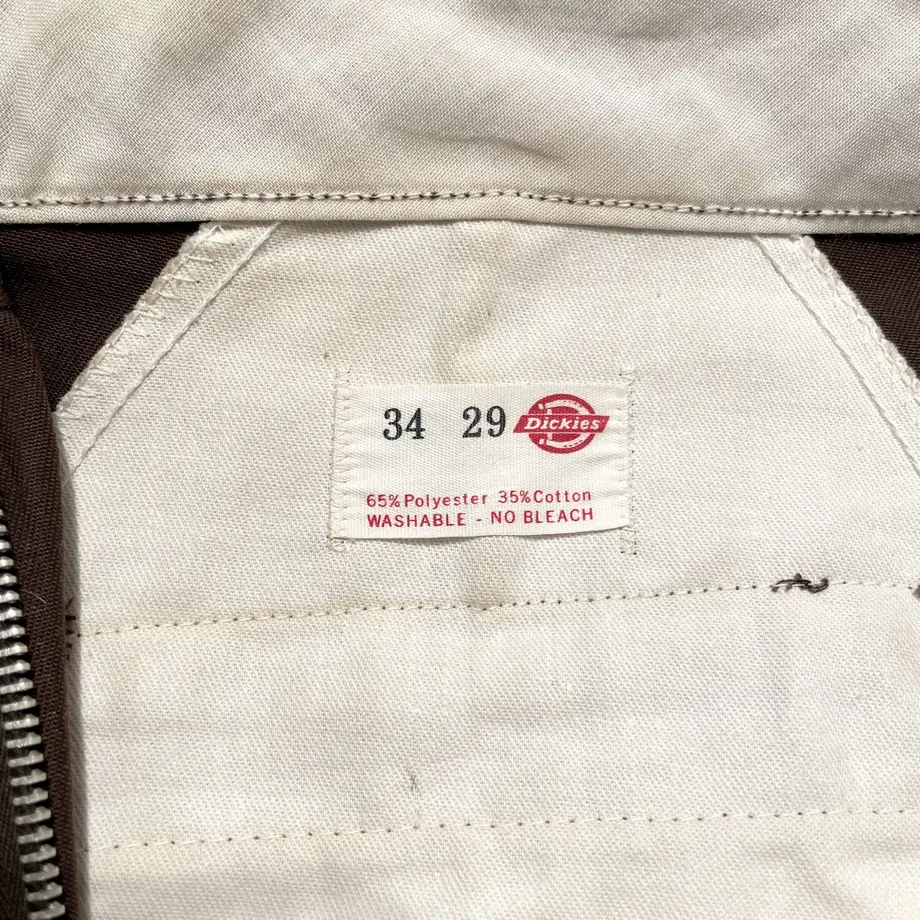 34 29 Dickies
65% Polyester 35% Cotton
WASHABLE - NO BLEACH